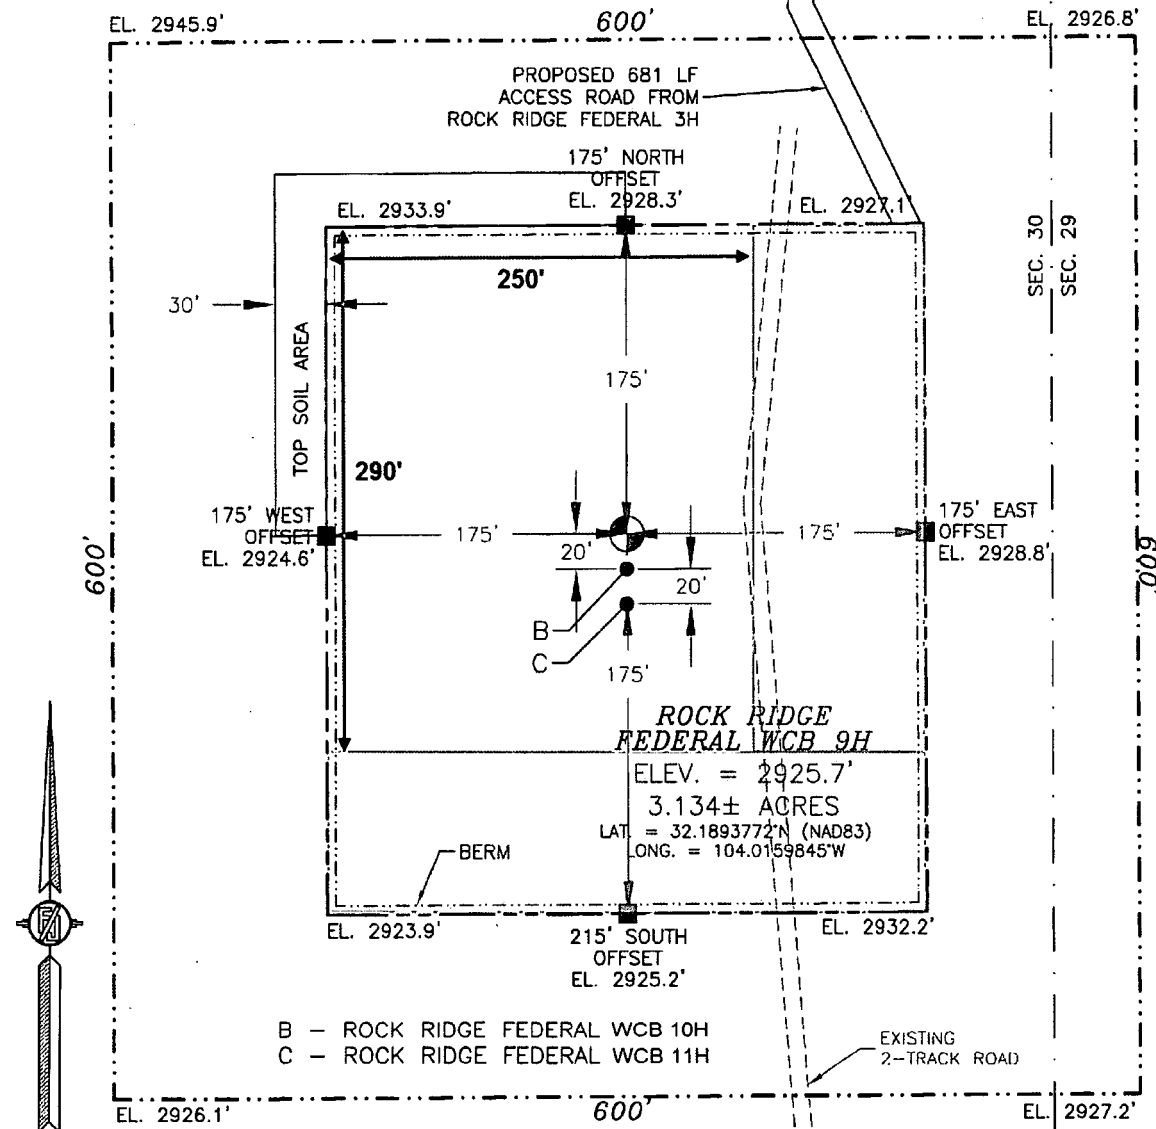 EL. 2945.9'
600'
EL. 2926.8'
PROPOSED 681 LF
ACCESS ROAD FROM
ROCK RIDGE FEDERAL 3H
175' NORTH
OFFSET
EL. 2928.3'
EL. 2933.9'
EL. 2927.1'
SEC. 30
SEC. 29
250'
30'
TOP SOIL AREA
175'
290'
175' WEST
OFFSET
EL. 2924.6'
175'
175'
175' EAST
OFFSET
EL. 2928.8'
600'
600'
20'
20'
B
C
175'
ROCK RIDGE
FEDERAL WCB 9H
ELEV. = 2925.7'
3.134± ACRES
LAT. = 32.1893772°N (NAD83)
LONG. = 104.0159845°W
BERM
EL. 2923.9'
EL. 2932.2'
215' SOUTH
OFFSET
EL. 2925.2'
B – ROCK RIDGE FEDERAL WCB 10H
C – ROCK RIDGE FEDERAL WCB 11H
EXISTING
2-TRACK ROAD
EL. 2926.1'
600'
EL. 2927.2'